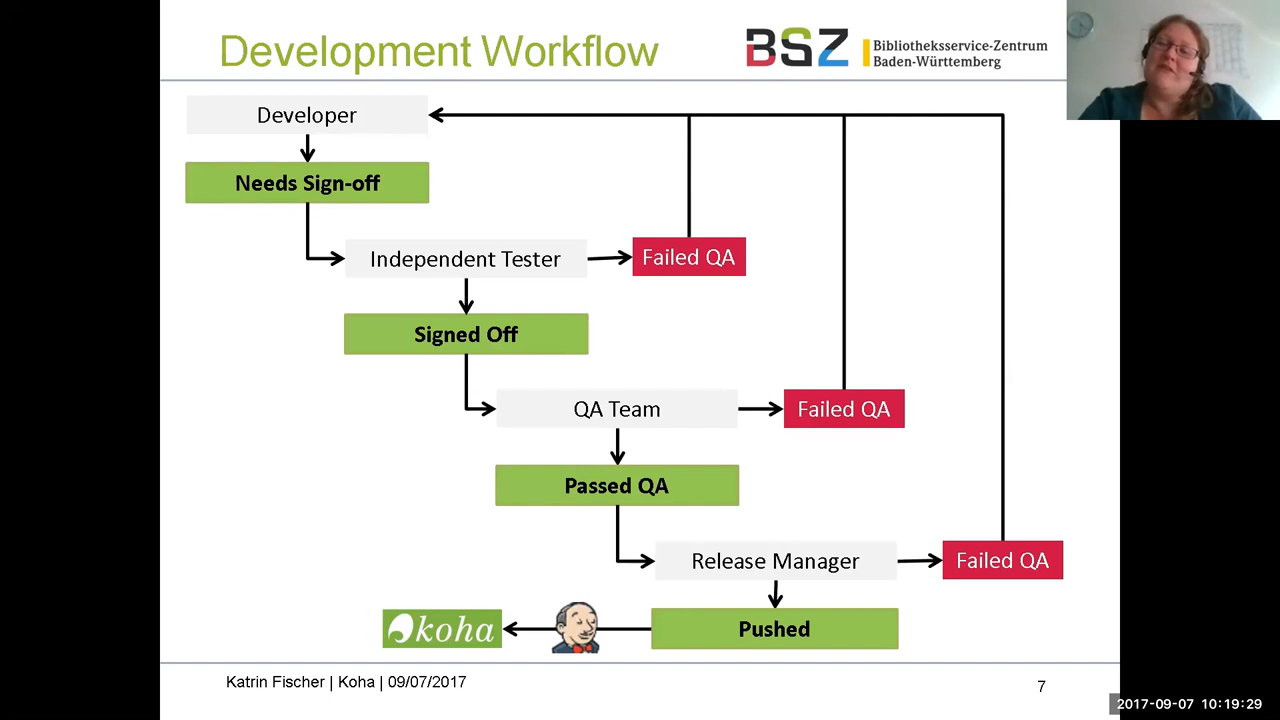 Development Workflow
BSZ
Bibliotheksservice-Zentrum
Baden-Württemberg
Developer
Needs Sign-off
Independent Tester
Failed QA
Signed Off
QA Team
Failed QA
Passed QA
Release Manager
Failed QA
koha
Pushed
Katrin Fischer | Koha | 09/07/2017
7
2017-09-07 10:19:29